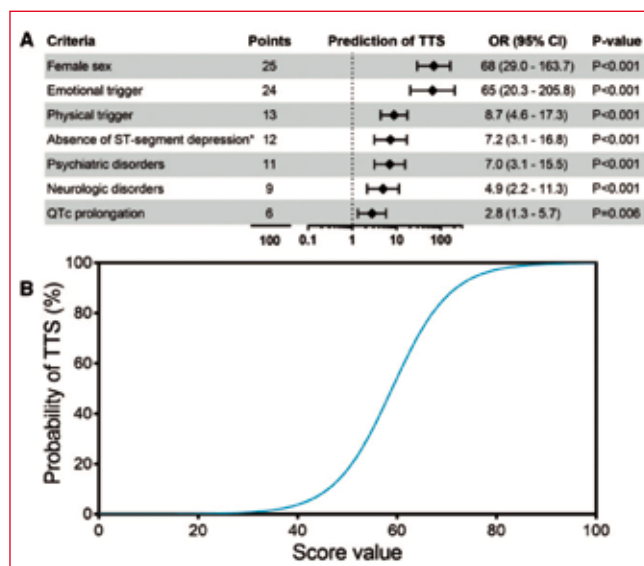 A Criteria Points Prediction of TTS OR (95% CI) P-value
Female sex 25 68 (29.0 - 163.7) P<0.001
Emotional trigger 24 65 (20.3 - 205.8) P<0.001
Physical trigger 13 8.7 (4.6 - 17.3) P<0.001
Absence of ST-segment depression* 12 7.2 (3.1 - 16.8) P<0.001
Psychiatric disorders 11 7.0 (3.1 - 15.5) P<0.001
Neurologic disorders 9 4.9 (2.2 - 11.3) P<0.001
QTc prolongation 6 2.8 (1.3 - 5.7) P=0.006
100 0.1 1 10 100
B
Probability of TTS (%)
100
80
60
40
20
0
0 20 40 60 80 100
Score value